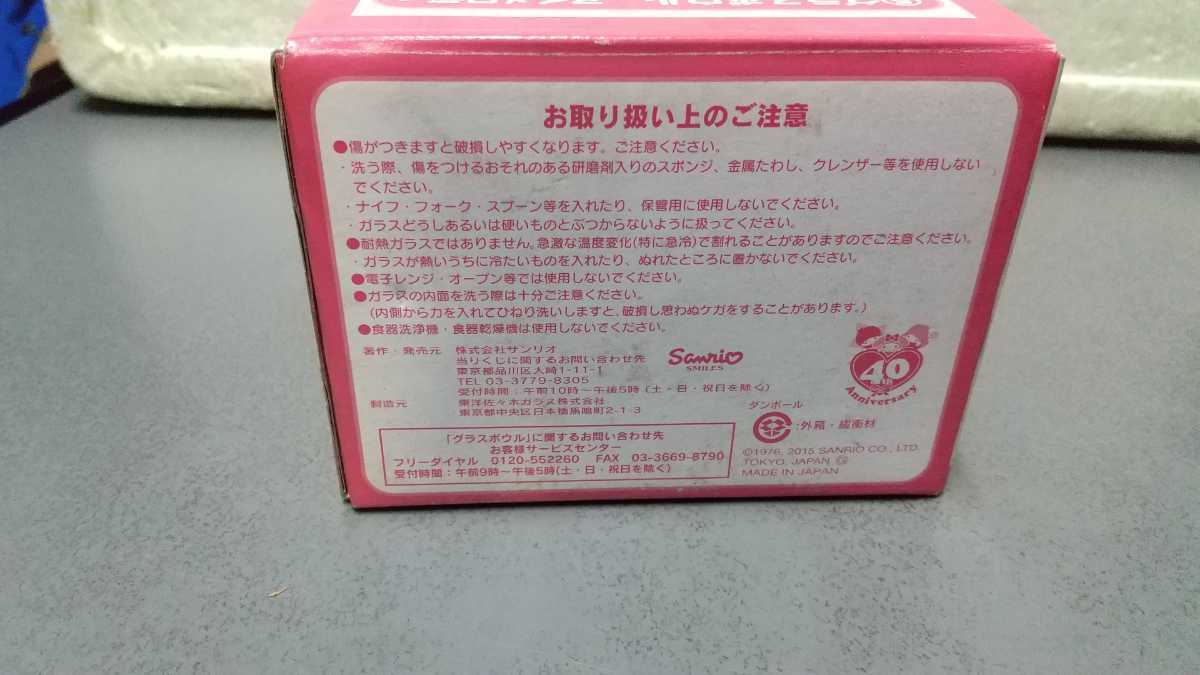 お取り扱い上のご注意
●傷がつきますと破損しやすくなります。ご注意ください。
・洗う際、傷をつけるおそれのある研磨剤入りのスポンジ、金属たわし、クレンザー等を使用しない
でください。
・ナイフ・フォーク・スプーン等を入れたり、保管用に使用しないでください。
・ガラスどうしあるいは硬いものとぶつからないように扱ってください。
●耐熱ガラスではありません。急激な温度変化(特に急冷)で割れることがありますのでご注意ください。
・ガラスが熱いうちに冷たいものを入れたり、ぬれたところに置かないでください。
●電子レンジ・オーブン等では使用しないでください。
●ガラスの内面を洗う際は十分ご注意ください。
(内側から力を入れてひねり洗いしますと、破損し思わぬケガをすることがあります。)
●食器洗浄機・食器乾燥機は使用しないでください。
著作・発売元 株式会社サンリオ
当りくじに関するお問い合わせ先
東京都品川区大崎1-11-1
TEL 03-3779-8305
受付時間：午前10時～午後5時(土・日・祝日を除く)
製造元 東洋佐々木ガラス株式会社
東京都中央区日本橋馬喰町2-1-3
「グラスボウル」に関するお問い合わせ先
お客様サービスセンター
フリーダイヤル 0120-552260 FAX 03-3669-8790
受付時間：午前9時～午後5時(土・日・祝日を除く)
Sanrio
SMILES
40th
Anniversary
ダンボール
:外箱・緩衝材
©1976, 2015 SANRIO CO., LTD.
TOKYO, JAPAN Ⓖ
MADE IN JAPAN